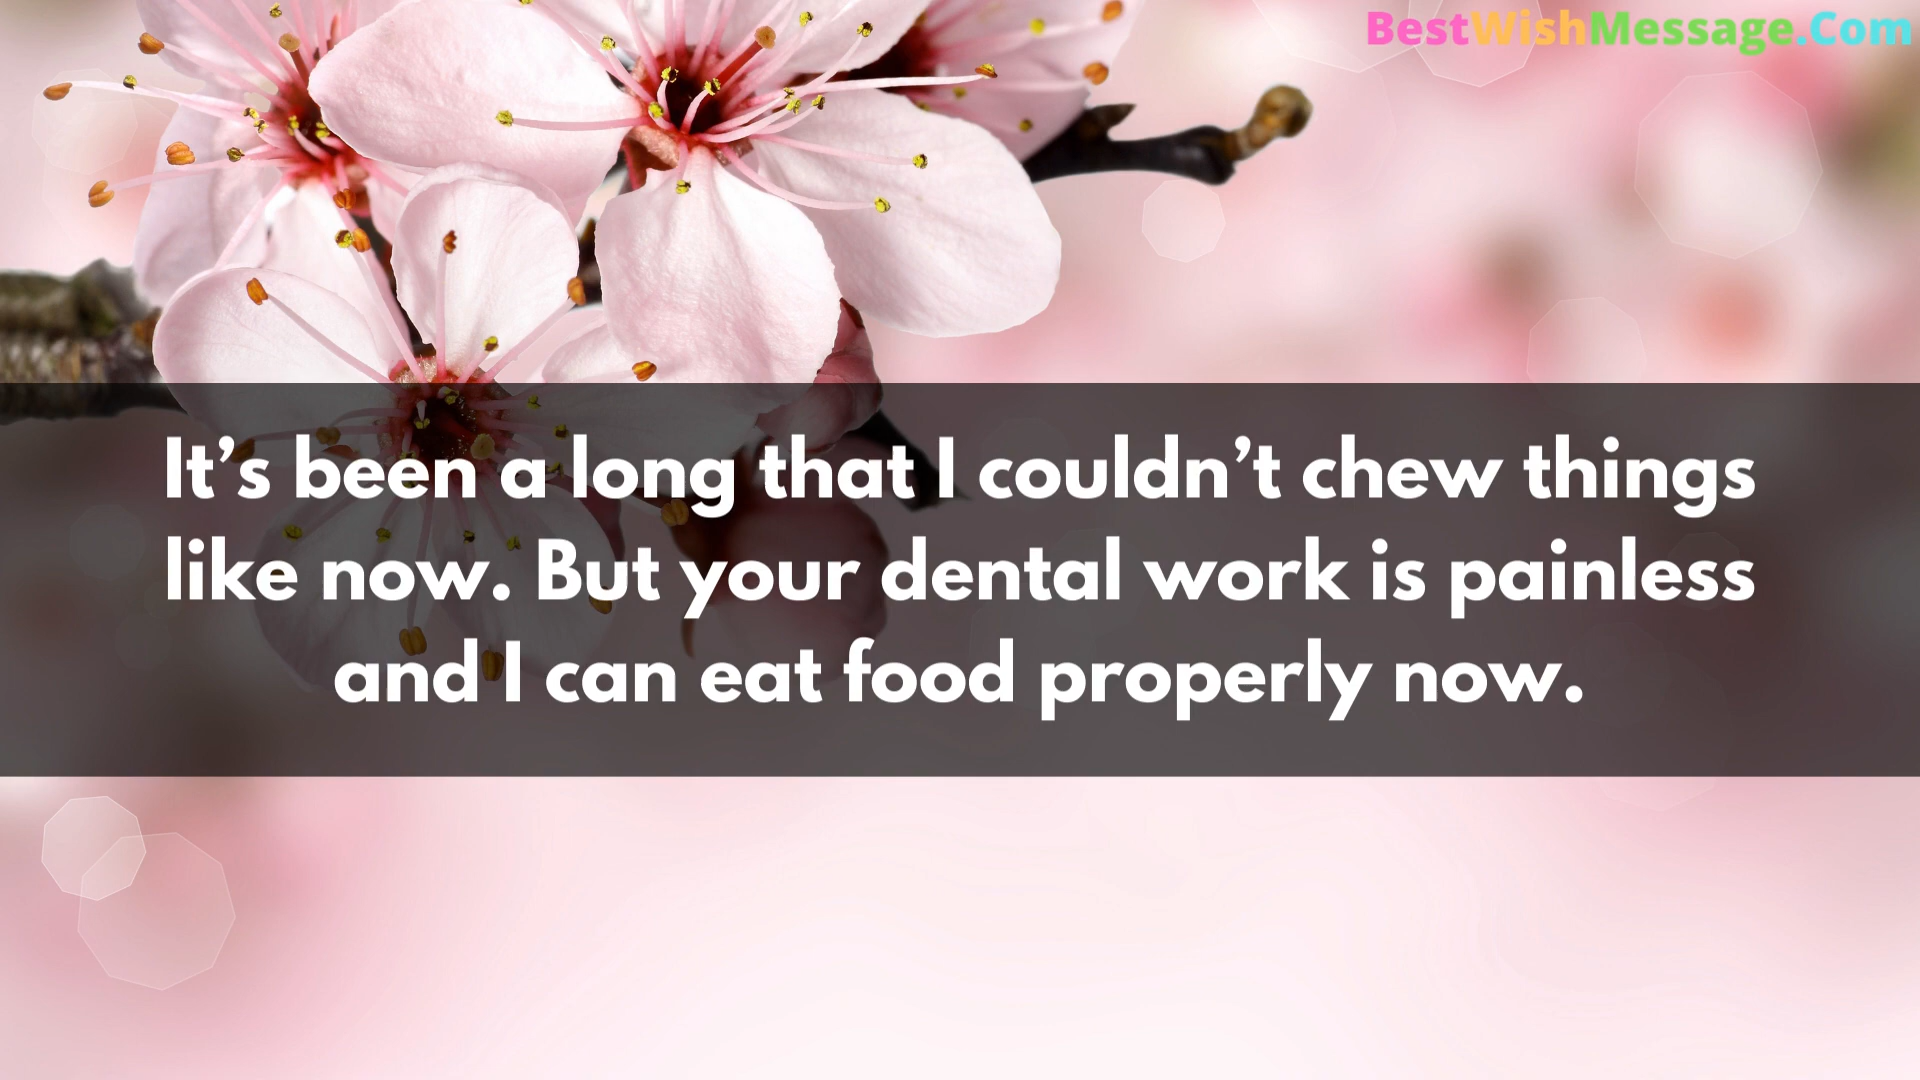 BestWishMessage.Com
It’s been a long that I couldn’t chew things
like now. But your dental work is painless
and I can eat food properly now.